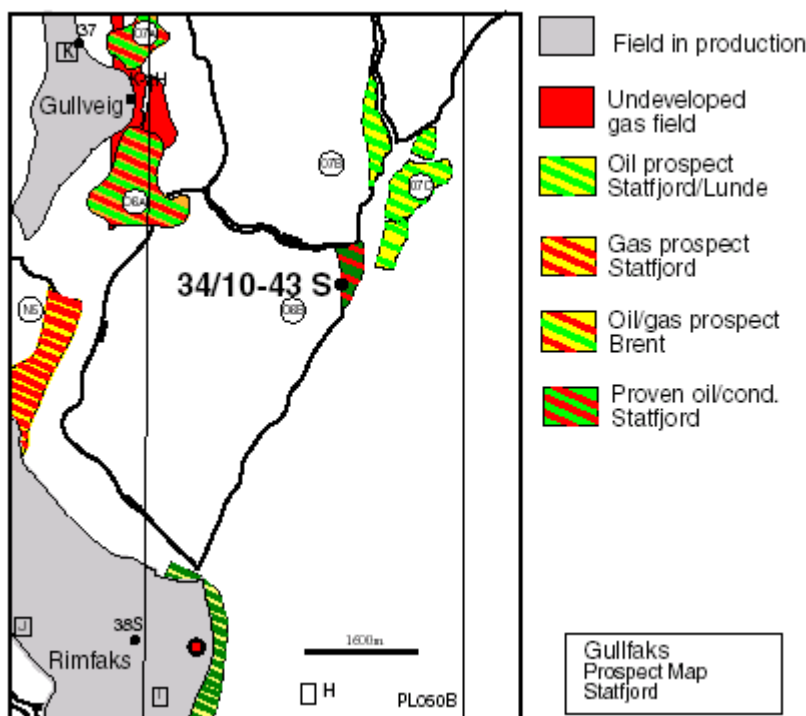 37
K
07A
Gullveig
07B
07C
06A
34/10-43 S
N5
06B
J
38S
Rimfaks
1600m
I
H
PL050B
Field in production
Undeveloped
gas field
Oil prospect
Statfjord/Lunde
Gas prospect
Statfjord
Oil/gas prospect
Brent
Proven oil/cond.
Statfjord
Gullfaks
Prospect Map
Statfjord